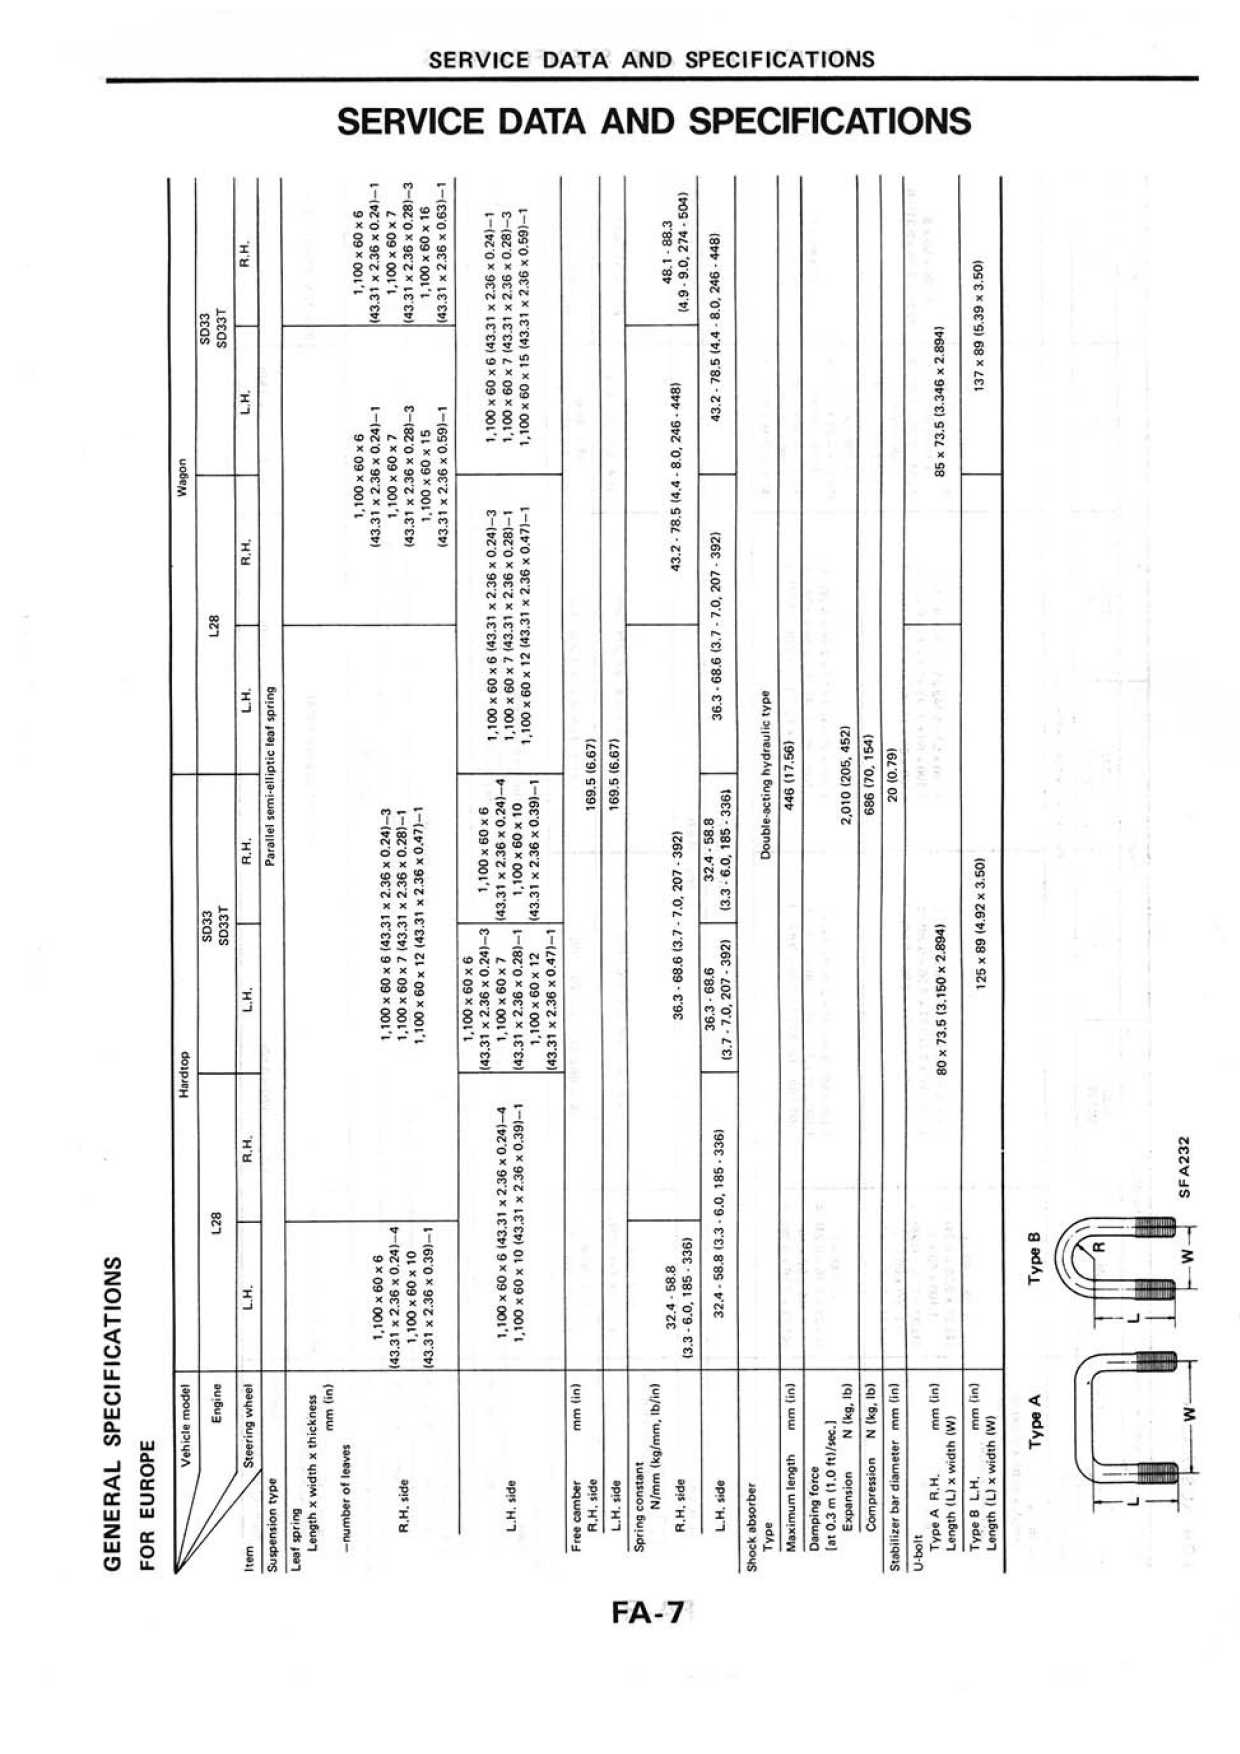 SERVICE DATA AND SPECIFICATIONS
SERVICE DATA AND SPECIFICATIONS
GENERAL SPECIFICATIONS
FOR EUROPE
Vehicle model
Hardtop
Wagon
Engine
L28
SD33
SD33T
L28
SD33
SD33T
Item
Steering wheel
L.H.
R.H.
L.H.
R.H.
L.H.
R.H.
L.H.
R.H.
Suspension type
Parallel semi-elliptic leaf spring
Leaf spring
Length x width x thickness
mm (in)
—number of leaves
R.H. side
1,100 x 60 x 6
(43.31 x 2.36 x 0.24)—4
1,100 x 60 x 10
(43.31 x 2.36 x 0.39)—1
1,100 x 60 x 6 (43.31 x 2.36 x 0.24)—3
1,100 x 60 x 7 (43.31 x 2.36 x 0.28)—1
1,100 x 60 x 12 (43.31 x 2.36 x 0.47)—1
1,100 x 60 x 6
(43.31 x 2.36 x 0.24)—1
1,100 x 60 x 7
(43.31 x 2.36 x 0.28)—3
1,100 x 60 x 15
(43.31 x 2.36 x 0.59)—1
1,100 x 60 x 6
(43.31 x 2.36 x 0.24)—1
1,100 x 60 x 7
(43.31 x 2.36 x 0.28)—3
1,100 x 60 x 16
(43.31 x 2.36 x 0.63)—1
L.H. side
1,100 x 60 x 6 (43.31 x 2.36 x 0.24)—4
1,100 x 60 x 10 (43.31 x 2.36 x 0.39)—1
1,100 x 60 x 6
(43.31 x 2.36 x 0.24)—3
1,100 x 60 x 7
(43.31 x 2.36 x 0.28)—1
1,100 x 60 x 12
(43.31 x 2.36 x 0.47)—1
1,100 x 60 x 6
(43.31 x 2.36 x 0.24)—4
1,100 x 60 x 10
(43.31 x 2.36 x 0.39)—1
1,100 x 60 x 6 (43.31 x 2.36 x 0.24)—3
1,100 x 60 x 7 (43.31 x 2.36 x 0.28)—1
1,100 x 60 x 12 (43.31 x 2.36 x 0.47)—1
1,100 x 60 x 6 (43.31 x 2.36 x 0.24)—1
1,100 x 60 x 7 (43.31 x 2.36 x 0.28)—3
1,100 x 60 x 15 (43.31 x 2.36 x 0.59)—1
Free camber mm (in)
R.H. side
169.5 (6.67)
L.H. side
169.5 (6.67)
Spring constant
N/mm (kg/mm, lb/in)
R.H. side
32.4 - 58.8
(3.3 - 6.0, 185 - 336)
36.3 - 68.6 (3.7 - 7.0, 207 - 392)
43.2 - 78.5 (4.4 - 8.0, 246 - 448)
48.1 - 88.3
(4.9 - 9.0, 274 - 504)
L.H. side
32.4 - 58.8 (3.3 - 6.0, 185 - 336)
36.3 - 68.6
(3.7 - 7.0, 207 - 392)
32.4 - 58.8
(3.3 - 6.0, 185 - 336)
36.3 - 68.6 (3.7 - 7.0, 207 - 392)
43.2 - 78.5 (4.4 - 8.0, 246 - 448)
Shock absorber
Type
Double-acting hydraulic type
Maximum length mm (in)
446 (17.56)
Damping force
[at 0.3 m (1.0 ft)/sec.]
Expansion N (kg, lb)
2,010 (205, 452)
Compression N (kg, lb)
686 (70, 154)
Stabilizer bar diameter mm (in)
20 (0.79)
U-bolt
Type A R.H. mm (in)
Length (L) x width (W)
80 x 73.5 (3.150 x 2.894)
85 x 73.5 (3.346 x 2.894)
Type B L.H. mm (in)
Length (L) x width (W)
125 x 89 (4.92 x 3.50)
137 x 89 (5.39 x 3.50)
Type A
Type B
L
W
L
R
W
SFA232
FA-7